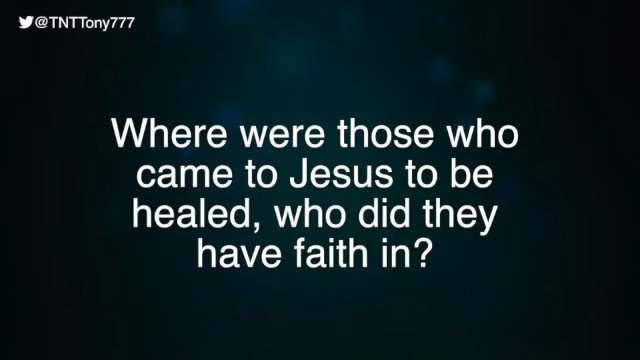 @TNTTony777
Where were those who
came to Jesus to be
healed, who did they
have faith in?